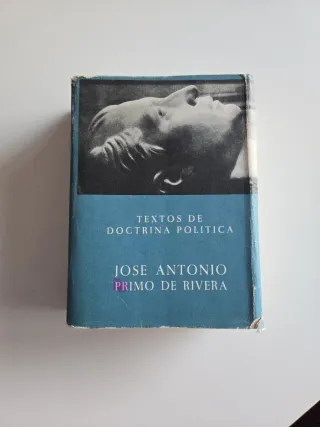 TEXTOS DE
DOCTRINA POLITICA
JOSE ANTONIO
PRIMO DE RIVERA